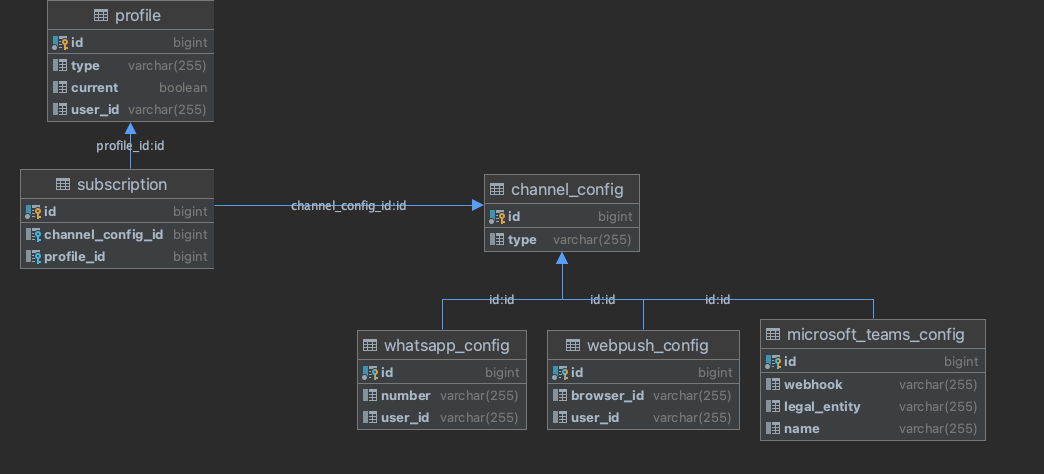 profile
id bigint
type varchar(255)
current boolean
user_id varchar(255)
profile_id:id
subscription
id bigint
channel_config_id bigint
profile_id bigint
channel_config_id:id
channel_config
id bigint
type varchar(255)
id:id
id:id
id:id
whatsapp_config
id bigint
number varchar(255)
user_id varchar(255)
webpush_config
id bigint
browser_id varchar(255)
user_id varchar(255)
microsoft_teams_config
id bigint
webhook varchar(255)
legal_entity varchar(255)
name varchar(255)